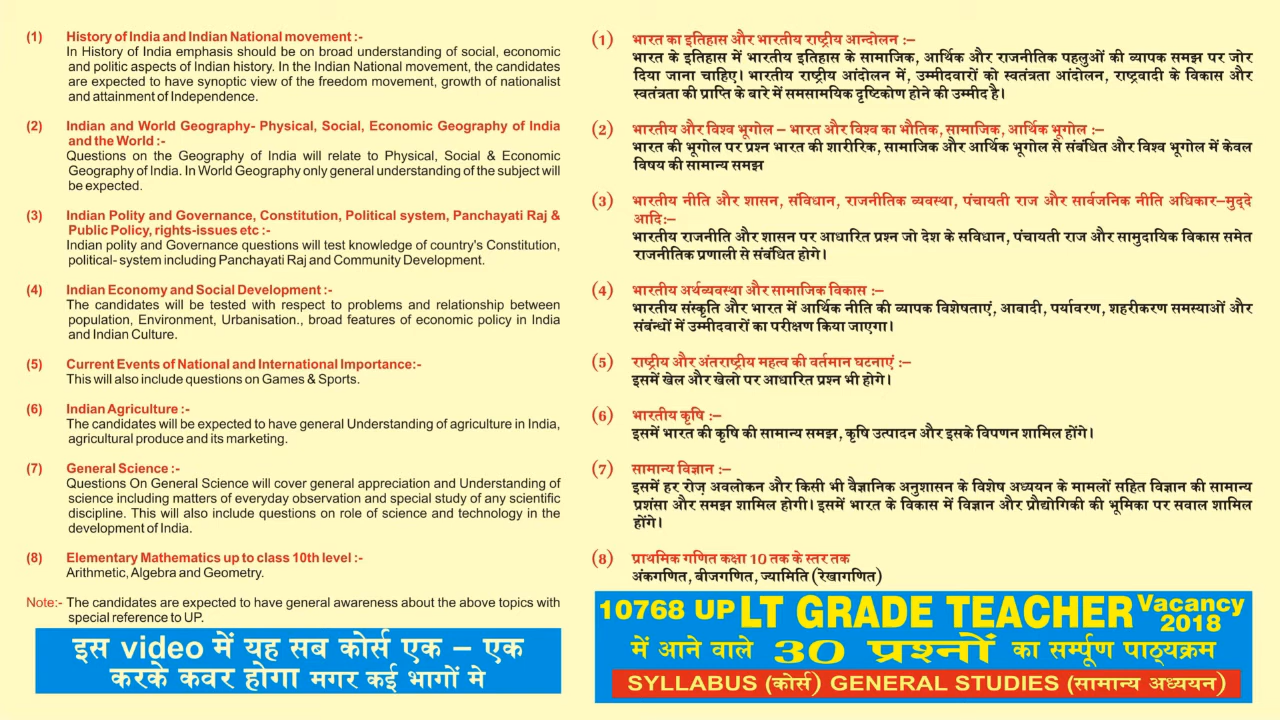 (1) History of India and Indian National movement :-
In History of India emphasis should be on broad understanding of social, economic
and politic aspects of Indian history. In the Indian National movement, the candidates
are expected to have synoptic view of the freedom movement, growth of nationalist
and attainment of Independence.
(2) Indian and World Geography- Physical, Social, Economic Geography of India
and the World :-
Questions on the Geography of India will relate to Physical, Social & Economic
Geography of India. In World Geography only general understanding of the subject will
be expected.
(3) Indian Polity and Governance, Constitution, Political system, Panchayati Raj &
Public Policy, rights-issues etc :-
Indian polity and Governance questions will test knowledge of country's Constitution,
political- system including Panchayati Raj and Community Development.
(4) Indian Economy and Social Development :-
The candidates will be tested with respect to problems and relationship between
population, Environment, Urbanisation., broad features of economic policy in India
and Indian Culture.
(5) Current Events of National and International Importance:-
This will also include questions on Games & Sports.
(6) Indian Agriculture :-
The candidates will be expected to have general Understanding of agriculture in India,
agricultural produce and its marketing.
(7) General Science :-
Questions On General Science will cover general appreciation and Understanding of
science including matters of everyday observation and special study of any scientific
discipline. This will also include questions on role of science and technology in the
development of India.
(8) Elementary Mathematics up to class 10th level :-
Arithmetic, Algebra and Geometry.
Note:- The candidates are expected to have general awareness about the above topics with
special reference to UP.
इस video में यह सब कोर्स एक – एक
करके कवर होगा मगर कई भागों मे
(1) भारत का इतिहास और भारतीय राष्ट्रीय आन्दोलन :–
भारत के इतिहास में भारतीय इतिहास के सामाजिक, आर्थिक और राजनीतिक पहलुओं की व्यापक समझ पर जोर
दिया जाना चाहिए। भारतीय राष्ट्रीय आंदोलन में, उम्मीदवारों को स्वतंत्रता आंदोलन, राष्ट्रवादी के विकास और
स्वतंत्रता की प्राप्ति के बारे में समसामयिक दृष्टिकोण होने की उम्मीद है।
(2) भारतीय और विश्व भूगोल – भारत और विश्व का भौतिक, सामाजिक, आर्थिक भूगोल :–
भारत की भूगोल पर प्रश्न भारत की शारीरिक, सामाजिक और आर्थिक भूगोल से संबंधित और विश्व भूगोल में केवल
विषय की सामान्य समझ
(3) भारतीय नीति और शासन, संविधान, राजनीतिक व्यवस्था, पंचायती राज और सार्वजनिक नीति अधिकार–मुद्दे
आदि:–
भारतीय राजनीति और शासन पर आधारित प्रश्न जो देश के सविधान, पंचायती राज और सामुदायिक विकास समेत
राजनीतिक प्रणाली से संबंधित होगे।
(4) भारतीय अर्थव्यवस्था और सामाजिक विकास :–
भारतीय संस्कृति और भारत में आर्थिक नीति की व्यापक विशेषताएं, आबादी, पर्यावरण, शहरीकरण समस्याओं और
संबंन्धों में उम्मीदवारों का परीक्षण किया जाएगा।
(5) राष्ट्रीय और अंतराष्ट्रीय महत्व की वर्तमान घटनाएं :–
इसमें खेल और खेलो पर आधारित प्रश्न भी होगे।
(6) भारतीय कृषि :–
इसमें भारत की कृषि की सामान्य समझ, कृषि उत्पादन और इसके विपणन शामिल होंगे।
(7) सामान्य विज्ञान :–
इसमें हर रोज़ अवलोकन और किसी भी वैज्ञानिक अनुशासन के विशेष अध्ययन के मामलों सहित विज्ञान की सामान्य
प्रशंसा और समझ शामिल होगी। इसमें भारत के विकास में विज्ञान और प्रौद्योगिकी की भूमिका पर सवाल शामिल
होंगे।
(8) प्राथमिक गणित कक्षा 10 तक के स्तर तक
अंकगणित, बीजगणित, ज्यामिति (रेखागणित)
10768 UP LT GRADE TEACHER Vacancy 2018
में आने वाले 30 प्रश्नों का सर्म्पूण पाठ्यक्रम
SYLLABUS (कोर्स) GENERAL STUDIES (सामान्य अध्ययन)